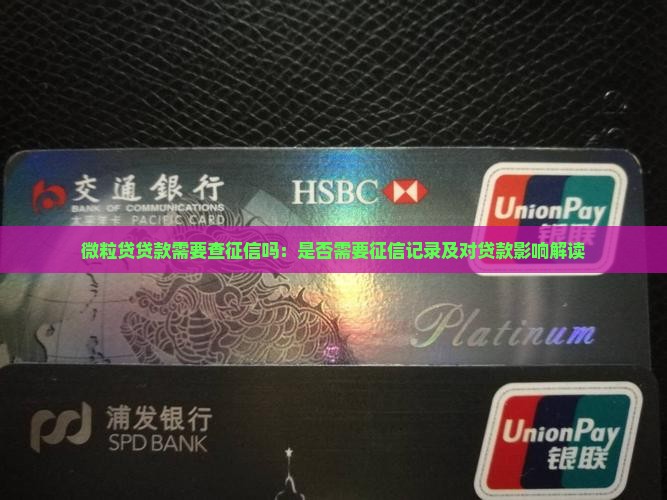 交通銀行
BANK OF COMMUNICATIONS
太平洋卡 PACIFIC CARD
HSBC
UnionPay
银联
微粒贷贷款需要查征信吗：是否需要征信记录及对贷款影响解读
Platinum
浦发银行
SPD BANK
UnionPay
银联